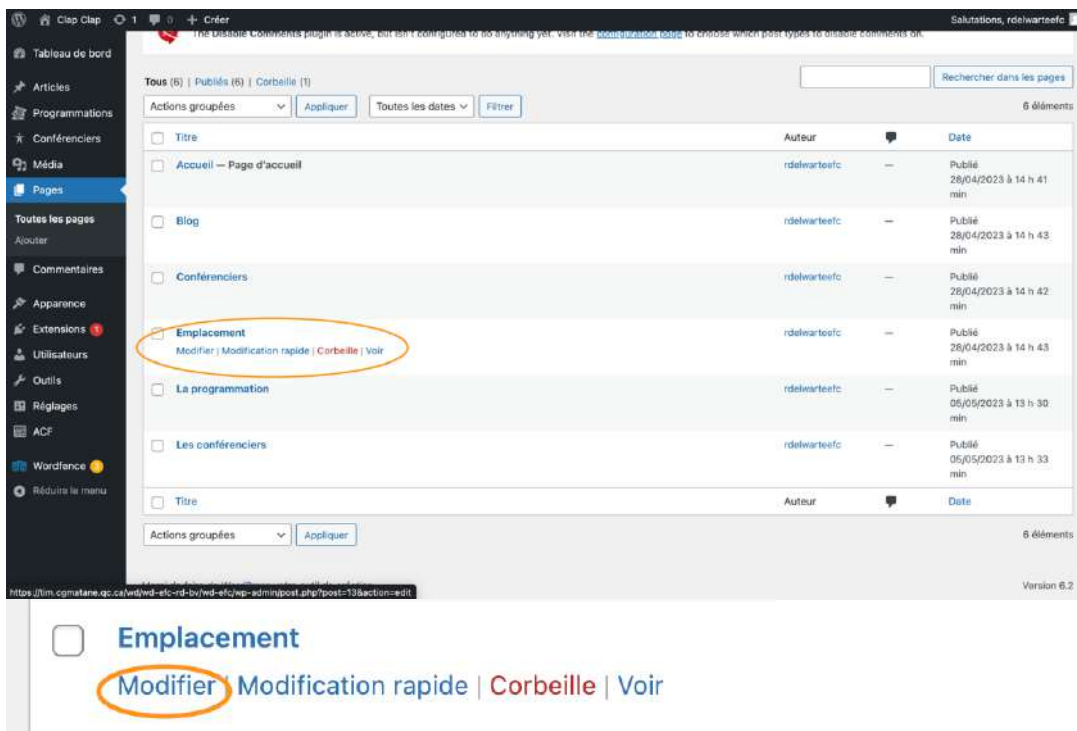 Clap Clap 1 0 + Créer Salutations, rdelwarteefc
The Disable Comments plugin is active, but isn't configured to do anything yet. Visit the configuration page to choose which post types to disable comments on.
Tableau de bord
Articles
Programmations
Conférenciers
Média
Pages
Toutes les pages
Ajouter
Commentaires
Apparence
Extensions 1
Utilisateurs
Outils
Réglages
ACF
Wordfence 3
Réduire le menu
Tous (6) | Publiés (6) | Corbeille (1)
Rechercher dans les pages
Actions groupées Appliquer Toutes les dates Filtrer 6 éléments
Titre Auteur Date
Accueil — Page d'accueil rdelwarteefc — Publié
28/04/2023 à 14 h 41
min
Blog rdelwarteefc — Publié
28/04/2023 à 14 h 43
min
Conférenciers rdelwarteefc — Publié
28/04/2023 à 14 h 42
min
Emplacement rdelwarteefc — Publié
Modifier | Modification rapide | Corbeille | Voir 28/04/2023 à 14 h 43
min
La programmation rdelwarteefc — Publié
05/05/2023 à 13 h 30
min
Les conférenciers rdelwarteefc — Publié
05/05/2023 à 13 h 33
min
Titre Auteur Date
Actions groupées Appliquer 6 éléments
Version 6.2
https://tim.cgmatane.qc.ca/wd/wd-efc-rd-bv/wd-efc/wp-admin/post.php?post=13&action=edit
Emplacement
Modifier | Modification rapide | Corbeille | Voir